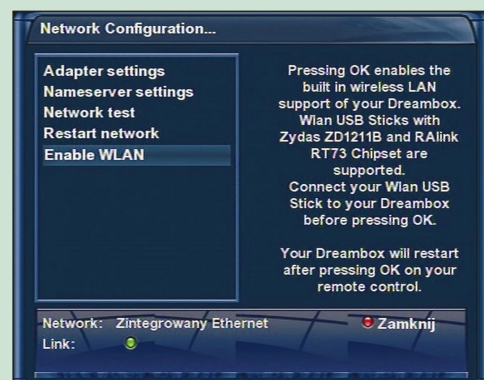 Network Configuration...
Adapter settings
Nameserver settings
Network test
Restart network
Enable WLAN
Pressing OK enables the
built in wireless LAN
support of your Dreambox.
Wlan USB Sticks with
Zydas ZD1211B and RAlink
RT73 Chipset are
supported.
Connect your Wlan USB
Stick to your Dreambox
before pressing OK.
Your Dreambox will restart
after pressing OK on your
remote control.
Network: Zintegrowany Ethernet
Zamknij
Link: